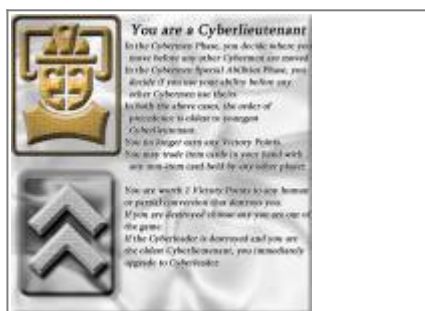 You are a Cyberlieutenant
In the Cybermen Phase, you decide where you
move before any other Cybermen are moved
In the Cybermen Special Abilities Phase, you
decide if you use your ability before any
other Cybermen use theirs
In both the above cases, the order of
precedence is oldest to youngest
Cyberlieutenant.
You no longer earn any Victory Points.
You may trade item cards in your hand with
any non-item card held by any other player.
You are worth 2 Victory Points to any human
or partial conversion that destroys you.
If you are destroyed you are out of
the game.
If the Cyberleader is destroyed and you are
the oldest Cyberlieutenant, you immediately
upgrade to Cyberleader.